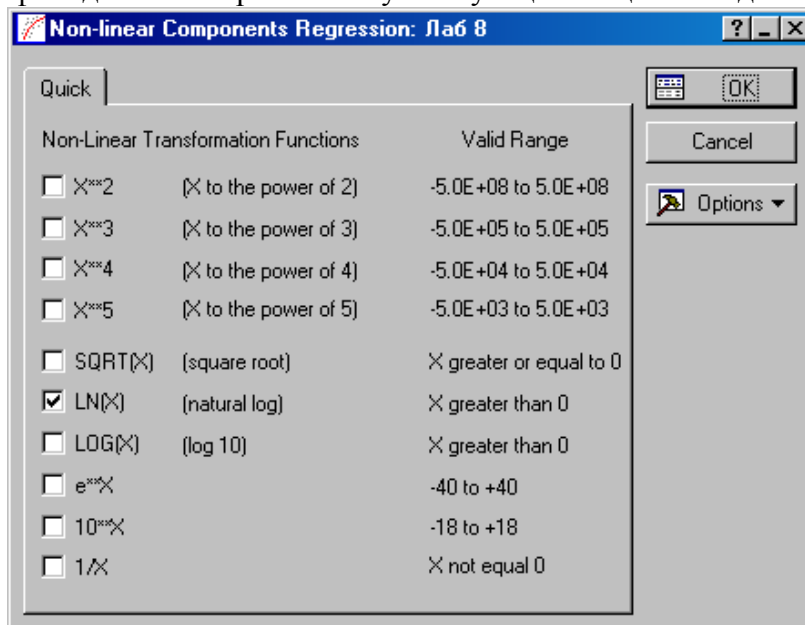 Non-linear Components Regression: Лаб 8
Quick
OK
Non-Linear Transformation Functions Valid Range
Cancel
X**2 (X to the power of 2) -5.0E+08 to 5.0E+08
Options
X**3 (X to the power of 3) -5.0E+05 to 5.0E+05
X**4 (X to the power of 4) -5.0E+04 to 5.0E+04
X**5 (X to the power of 5) -5.0E+03 to 5.0E+03
SQRT(X) (square root) X greater or equal to 0
LN(X) (natural log) X greater than 0
LOG(X) (log 10) X greater than 0
e**X -40 to +40
10**X -18 to +18
1/X X not equal 0